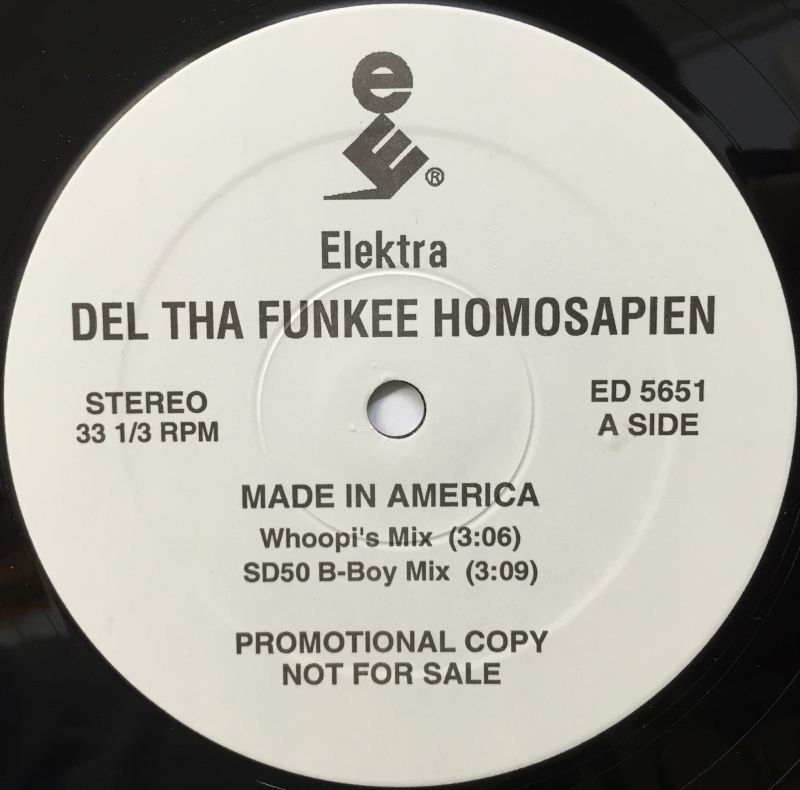 e
E®
Elektra
DEL THA FUNKEE HOMOSAPIEN
STEREO
33 1/3 RPM
ED 5651
A SIDE
MADE IN AMERICA
Whoopi's Mix (3:06)
SD50 B-Boy Mix (3:09)
PROMOTIONAL COPY
NOT FOR SALE